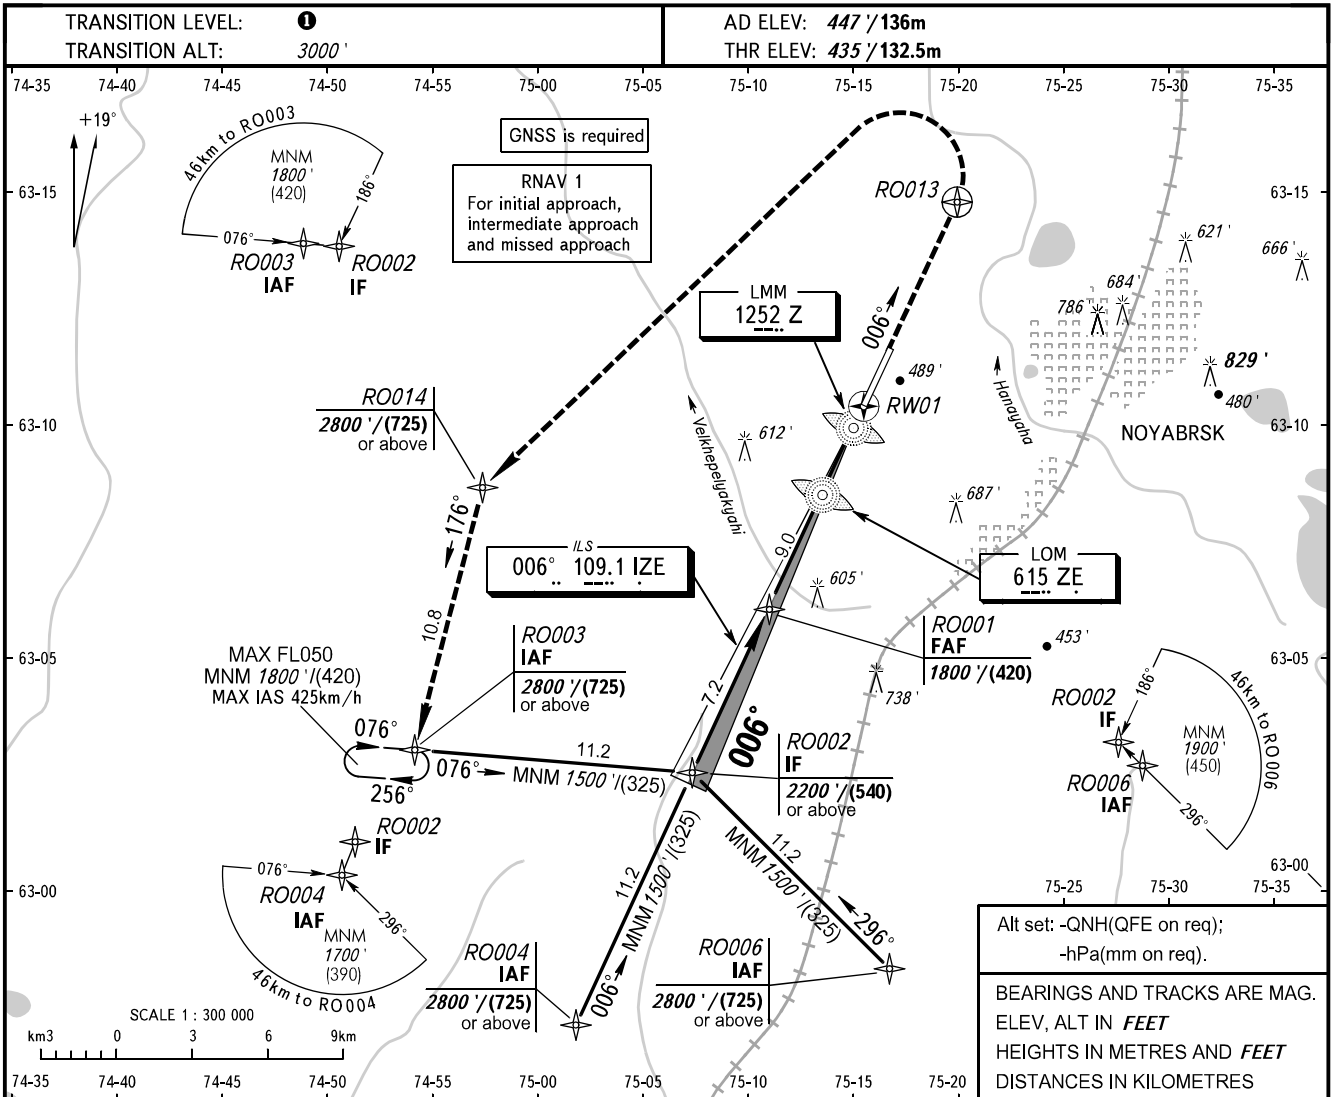 TRANSITION LEVEL: ❶
TRANSITION ALT: 3000 '
AD ELEV: 447 '/136m
THR ELEV: 435 '/132.5m
74-35 74-40 74-45 74-50 74-55 75-00 75-05 75-10 75-15 75-20 75-25 75-30 75-35
+19°
46km to RO003
MNM
1800 '
(420)
186°
076°
RO003
IAF
RO002
IF
GNSS is required
RNAV 1
For initial approach,
intermediate approach
and missed approach
63-15
63-15
RO013
621 '
666 '
684 '
786 '
829 '
480 '
LMM
1252 Z
006°
489 '
RW01
Hanayaha
NOYABRSK
63-10
63-10
RO014
2800 '/(725)
or above
612 '
Velkhepelyakyahi
687 '
176°
10.8
ILS
006° 109.1 IZE
9.0
LOM
615 ZE
605 '
RO001
FAF
1800 '/(420)
453 '
738 '
63-05
63-05
RO003
IAF
2800 '/(725)
or above
MAX FL050
MNM 1800 '/(420)
MAX IAS 425km/h
7.2
006°
076°
256°
076°
11.2
MNM 1500 '/(325)
RO002
IF
2200 '/(540)
or above
RO002
IF
186°
46km to RO006
MNM
1900 '
(450)
RO006
IAF
296°
RO002
IF
076°
RO004
IAF
296°
MNM
1700 '
(390)
46km to RO004
63-00
63-00
11.2
MNM 1500 '/(325)
006°
11.2
MNM 1500 '/(325)
296°
RO004
IAF
2800 '/(725)
or above
RO006
IAF
2800 '/(725)
or above
75-25 75-30 75-35
SCALE 1 : 300 000
km3 0 3 6 9km
74-35 74-40 74-45 74-50 74-55 75-00 75-05 75-10 75-15 75-20
Alt set: -QNH(QFE on req);
-hPa(mm on req).
BEARINGS AND TRACKS ARE MAG.
ELEV, ALT IN FEET
HEIGHTS IN METRES AND FEET
DISTANCES IN KILOMETRES